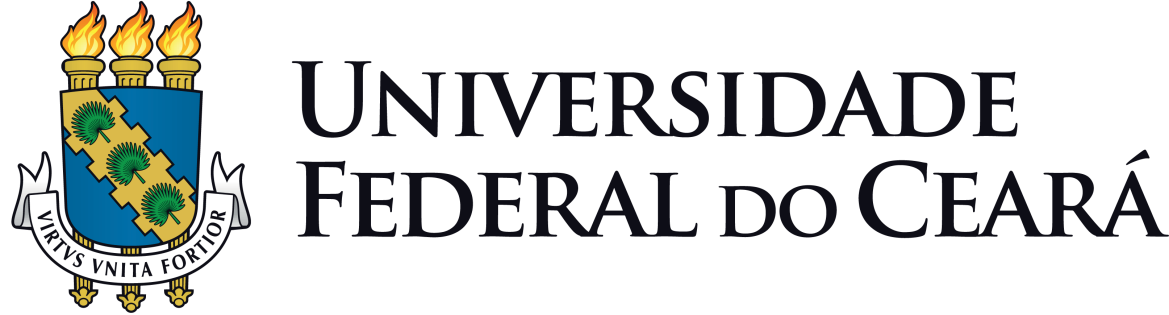 UNIVERSIDADE
FEDERAL DO CEARÁ
VIRTVS VNITA FORTIOR